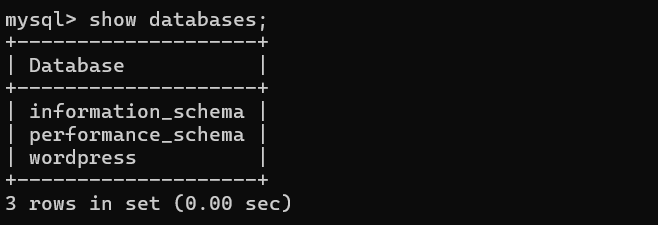 mysql> show databases;
+--------------------+
| Database           |
+--------------------+
| information_schema |
| performance_schema |
| wordpress          |
+--------------------+
3 rows in set (0.00 sec)